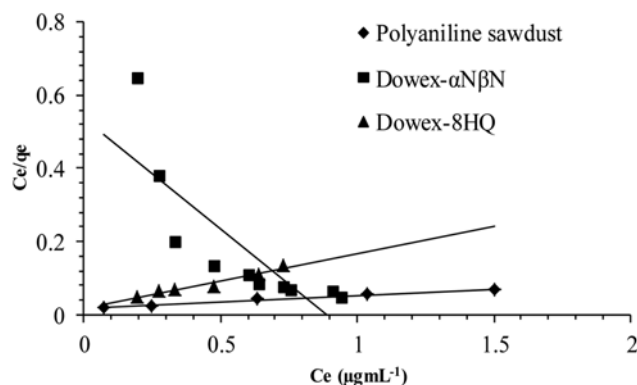 0.8
Polyaniline sawdust
Dowex-αNβN
0.6
Dowex-8HQ
Ce/qe
0.4
0.2
0
0 0.5 1 1.5 2
Ce (µgmL⁻¹)